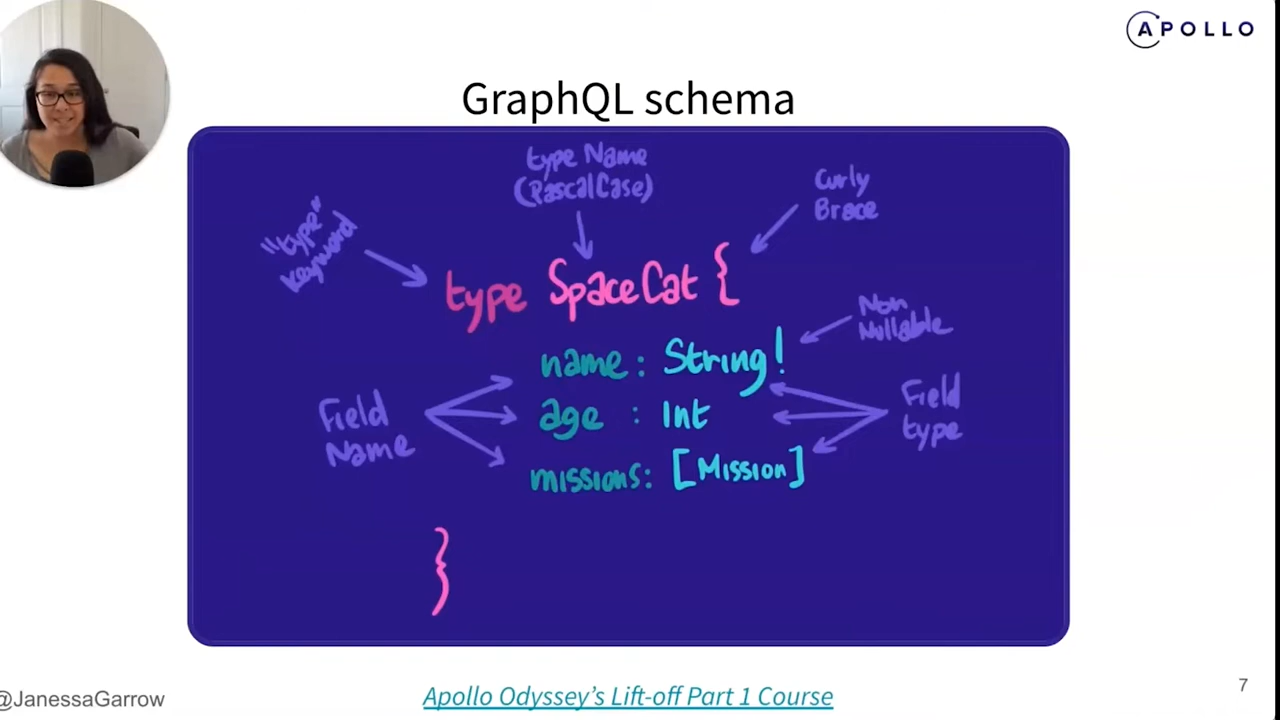 APOLLO
GraphQL schema
type Name
(PascalCase)
Curly
Brace
"type"
keyword
type SpaceCat {
Non
Nullable
name: String!
Field
Name
age : Int
Field
type
missions: [Mission]
}
@JanessaGarrow
Apollo Odyssey's Lift-off Part 1 Course
7